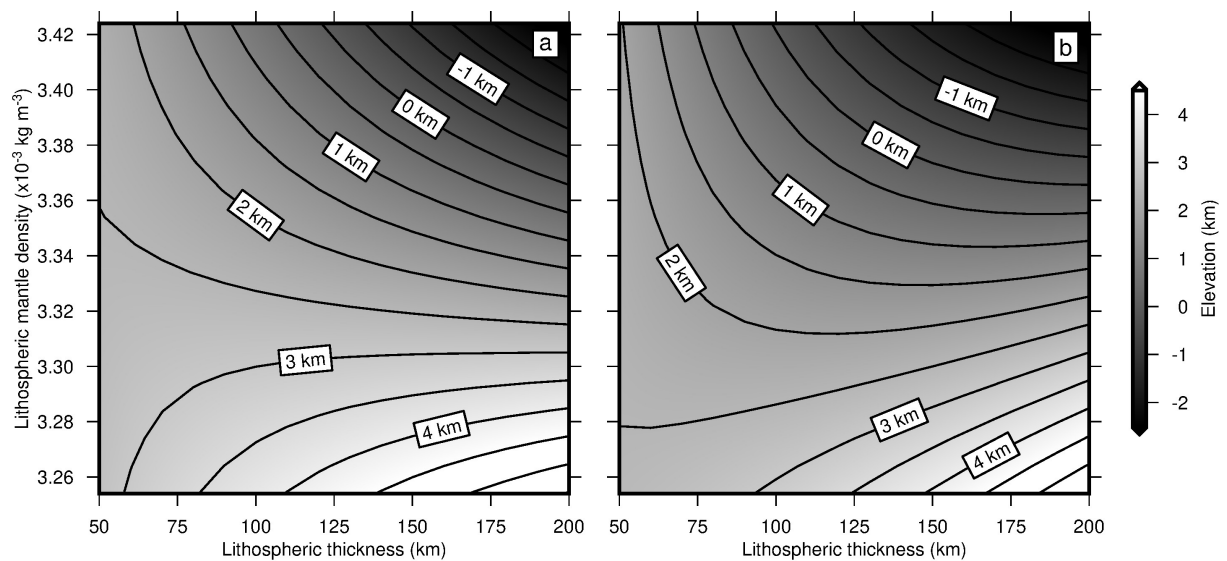 a
b
3.42
3.40
3.38
3.36
3.34
3.32
3.30
3.28
3.26
Lithospheric mantle density (x10⁻³ kg m⁻³)
-1 km
0 km
1 km
2 km
3 km
4 km
-1 km
0 km
1 km
2 km
3 km
4 km
50 75 100 125 150 175 200
Lithospheric thickness (km)
50 75 100 125 150 175 200
Lithospheric thickness (km)
4
3
2
1
0
-1
-2
Elevation (km)